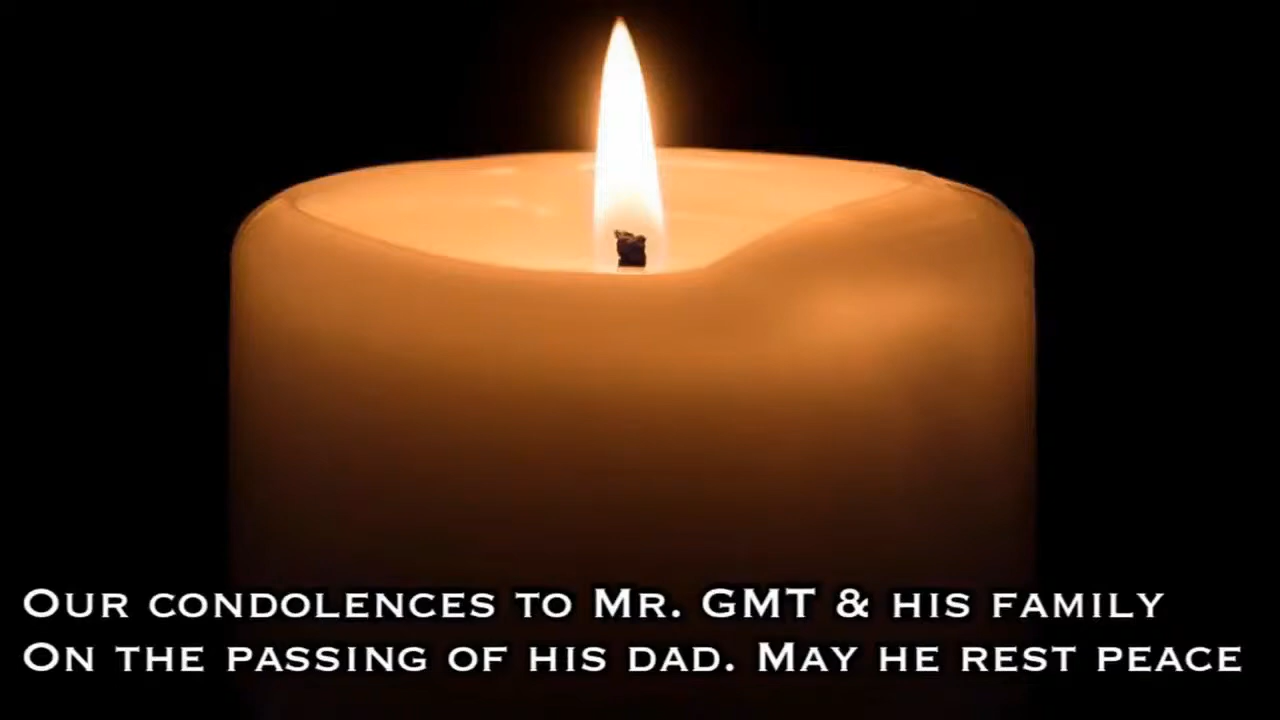 Our condolences to Mr. GMT & his family
On the passing of his dad. May he rest peace